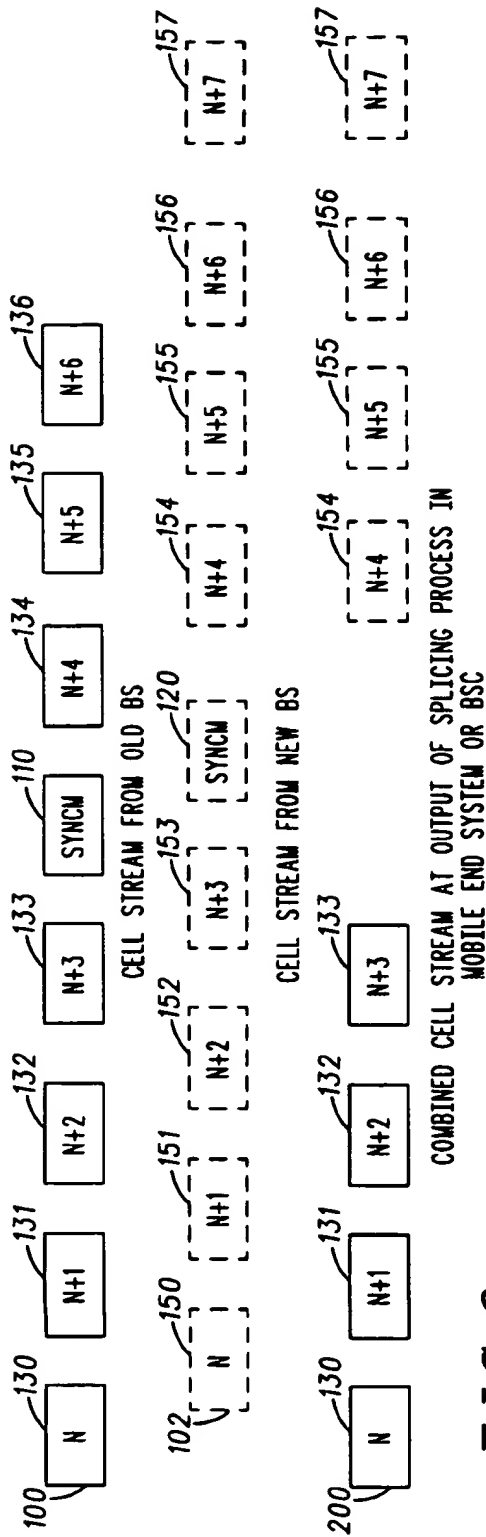 130 131 132 133 110 134 135 136
100 N N+1 N+2 N+3 SYNCM N+4 N+5 N+6
CELL STREAM FROM OLD BS
150 151 152 153 120 154 155 156 157
102 N N+1 N+2 N+3 SYNCM N+4 N+5 N+6 N+7
CELL STREAM FROM NEW BS
130 131 132 133 154 155 156 157
200 N N+1 N+2 N+3 N+4 N+5 N+6 N+7
COMBINED CELL STREAM AT OUTPUT OF SPLICING PROCESS IN
MOBILE END SYSTEM OR BSC